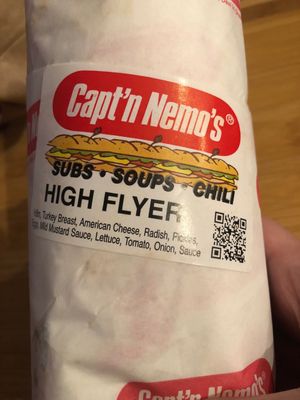 Capt'n Nemo's®
SUBS • SOUPS • CHILI
HIGH FLYER
Turkey Breast, American Cheese, Radish, Pickles,
Mild Mustard Sauce, Lettuce, Tomato, Onion, Sauce
Capt'n Nemo's